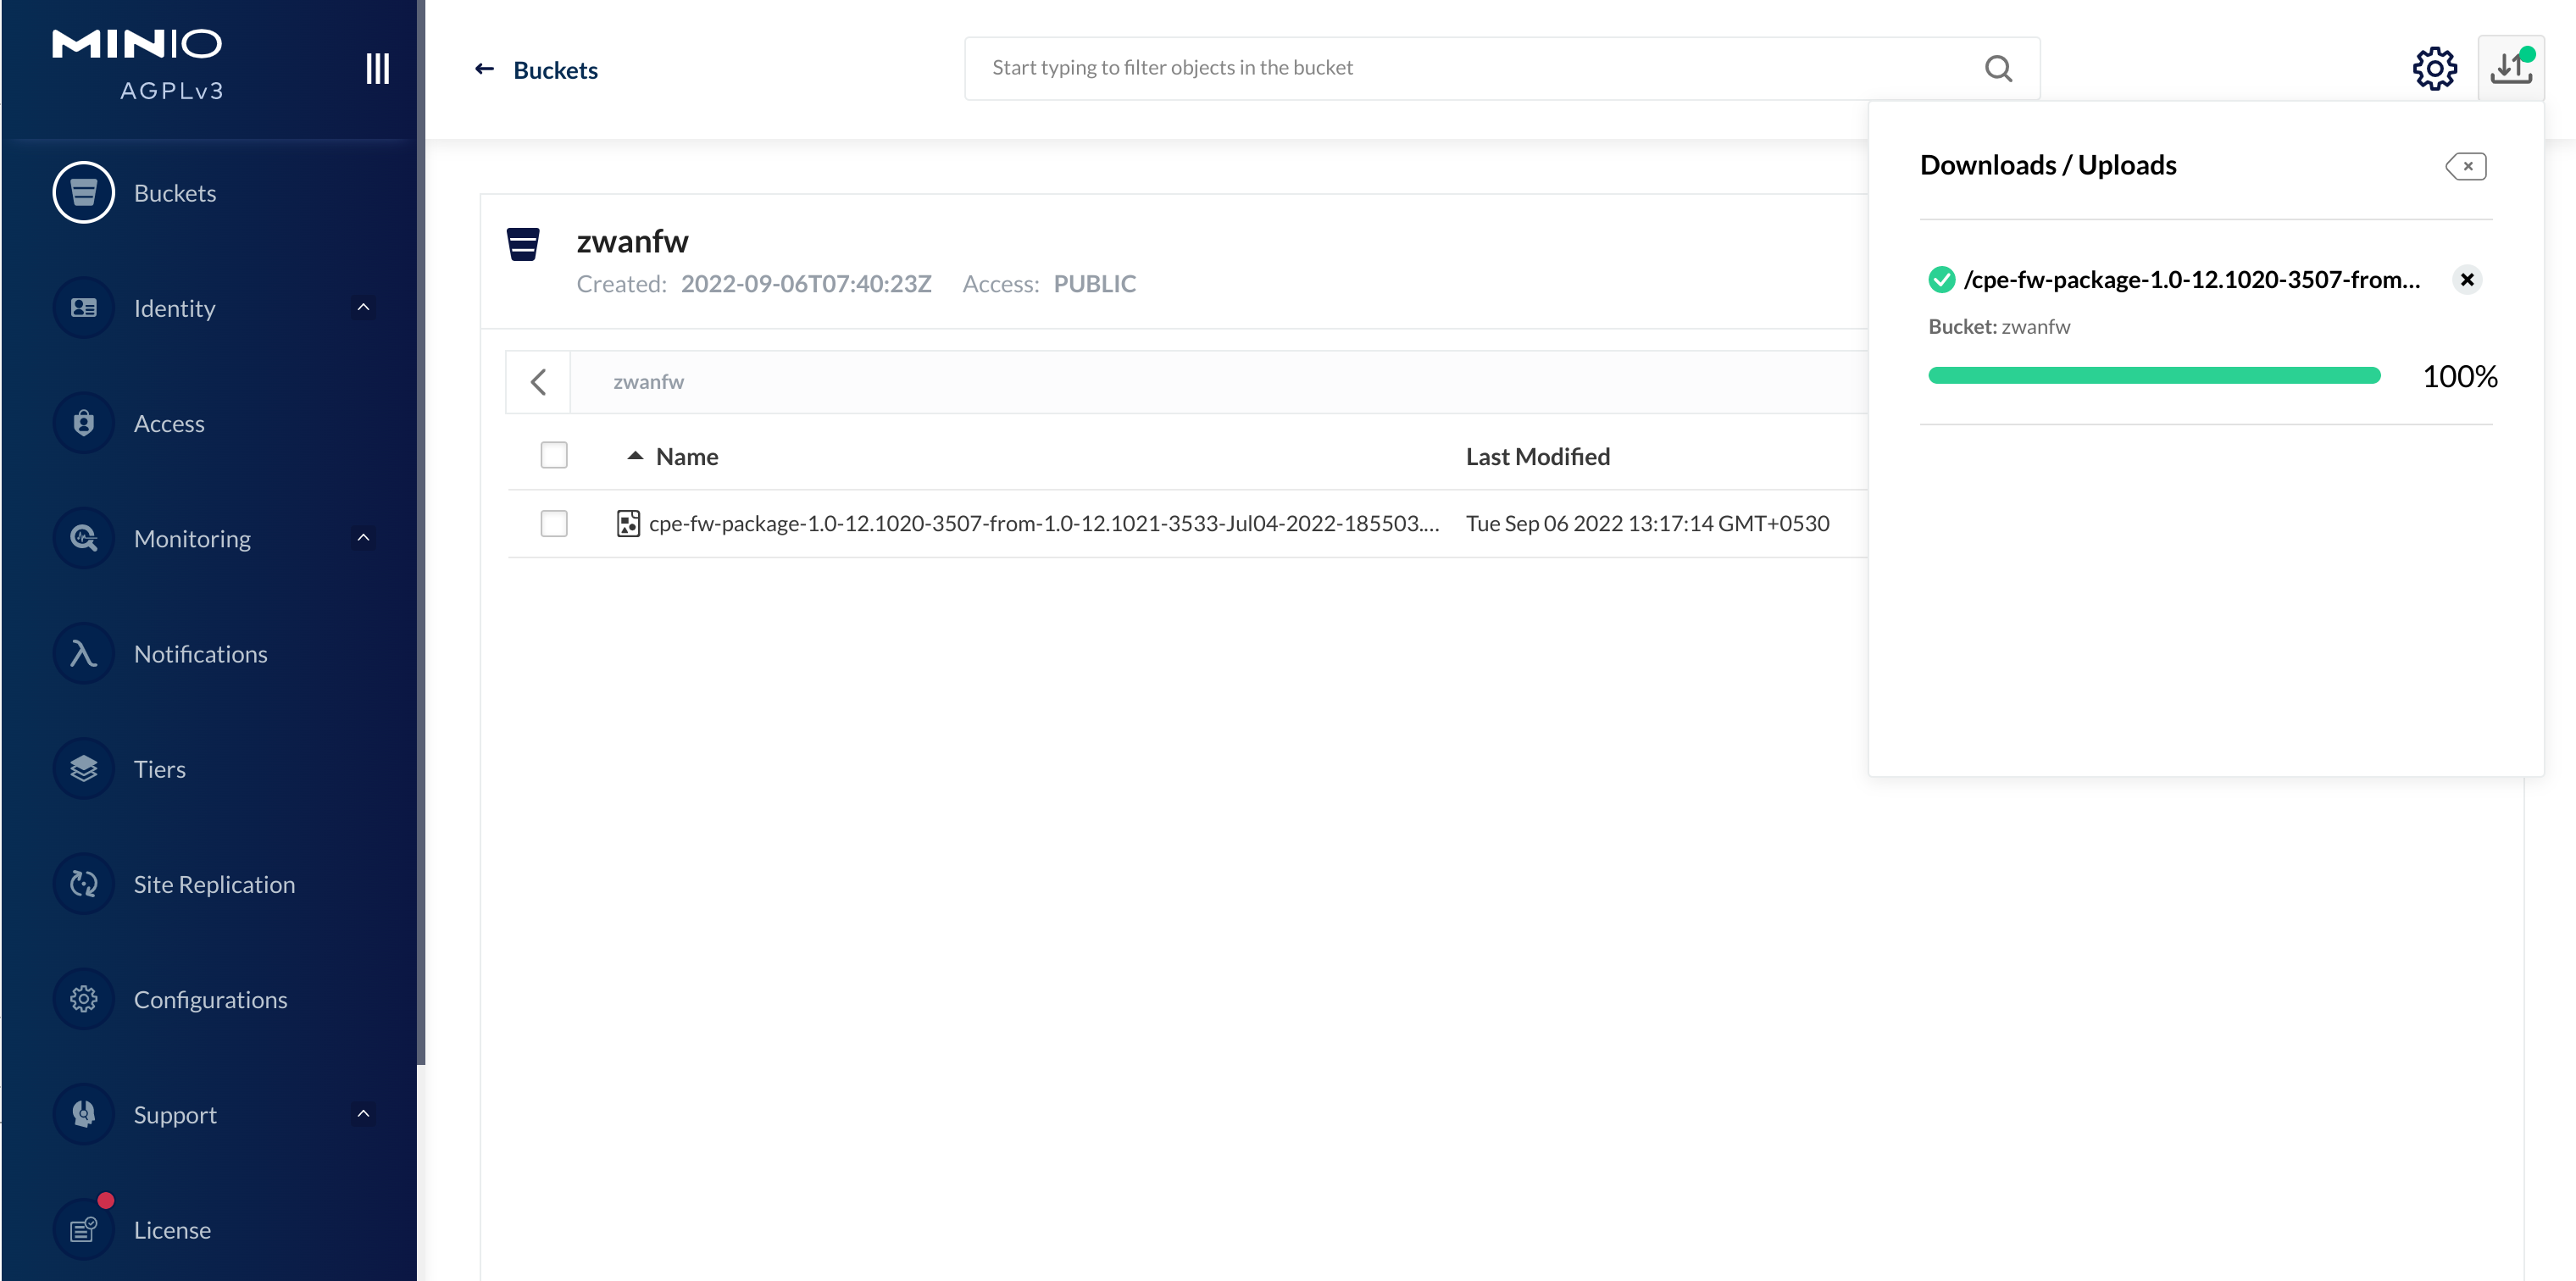 MINIO
AGPLv3
Buckets
Identity
Access
Monitoring
Notifications
Tiers
Site Replication
Configurations
Support
License
← Buckets
Start typing to filter objects in the bucket
zwanfw
Created: 2022-09-06T07:40:23Z Access: PUBLIC
zwanfw
Name Last Modified
cpe-fw-package-1.0-12.1020-3507-from-1.0-12.1021-3533-Jul04-2022-185503.... Tue Sep 06 2022 13:17:14 GMT+0530
Downloads / Uploads
/cpe-fw-package-1.0-12.1020-3507-from...
Bucket: zwanfw
100%